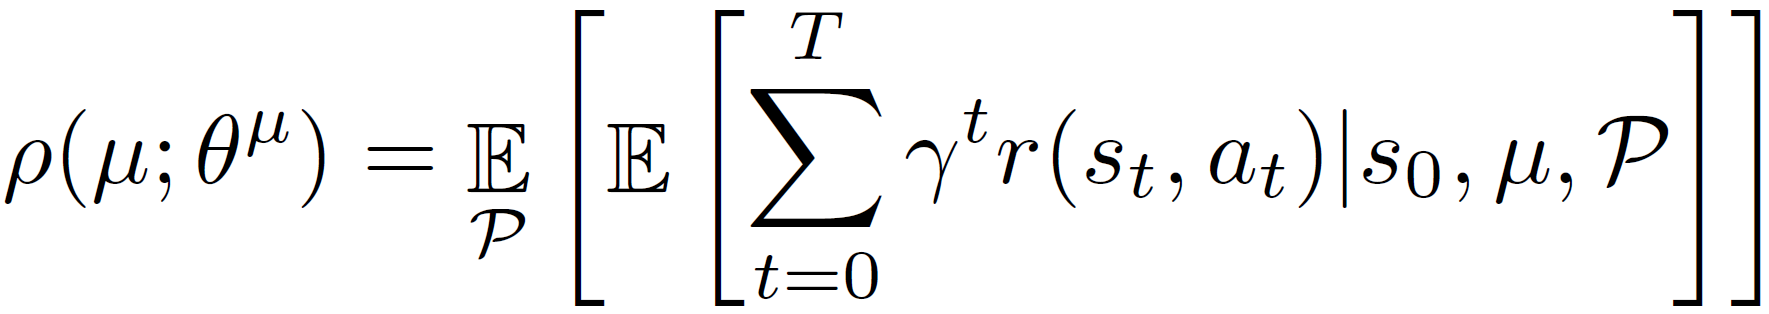 ρ(μ; θ^μ) = 𝔼_𝒫 [ 𝔼 [ ∑_{t=0}^{T} γ^t r(s_t, a_t)|s_0, μ, 𝒫 ] ]